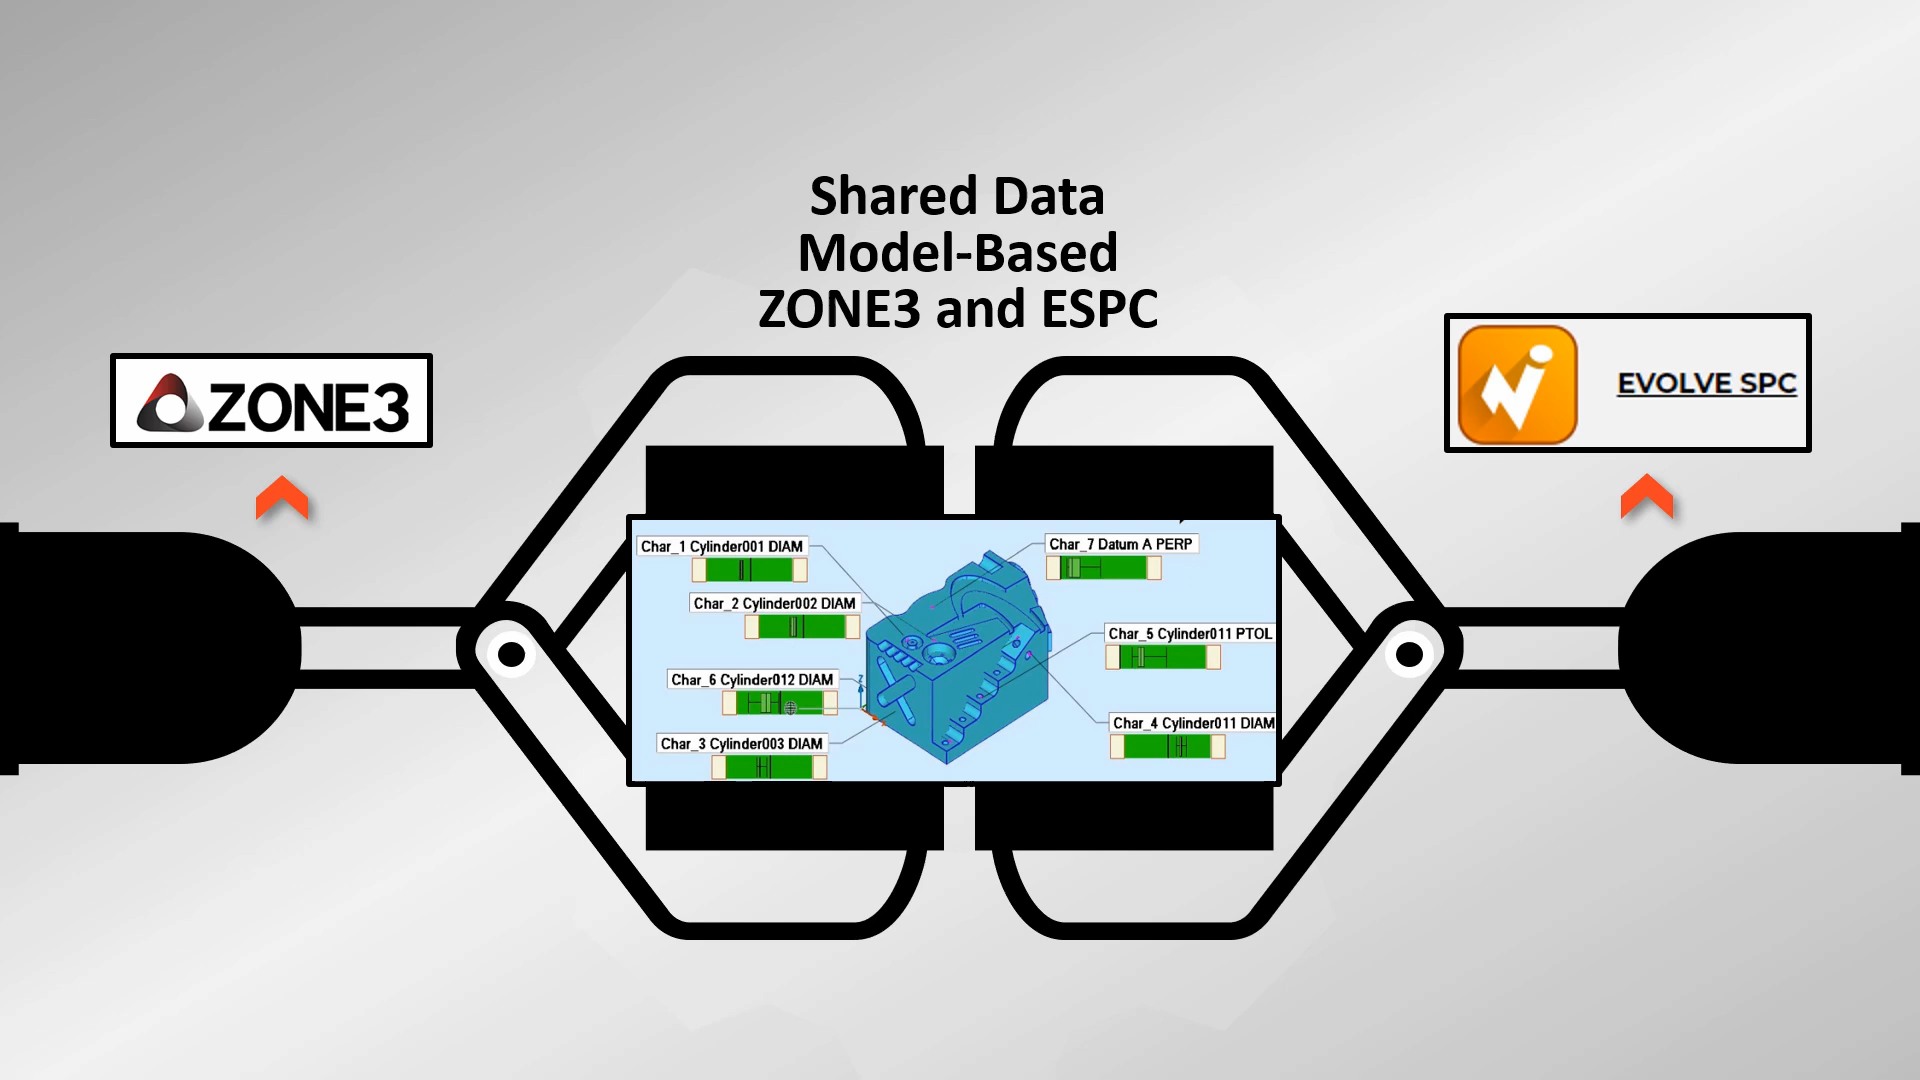 Shared Data
Model-Based
ZONE3 and ESPC
ZONE3
EVOLVE SPC
Char_1 Cylinder001 DIAM
Char_7 Datum A PERP
Char_2 Cylinder002 DIAM
Char_5 Cylinder011 PTOL
Char_6 Cylinder012 DIAM
Z
Char_4 Cylinder011 DIAM
Char_3 Cylinder003 DIAM